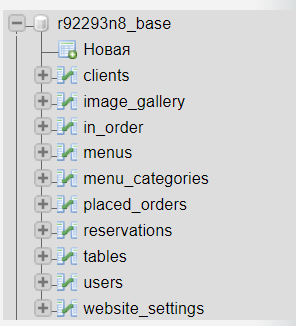 r92293n8_base
Новая
clients
image_gallery
in_order
menus
menu_categories
placed_orders
reservations
tables
users
website_settings